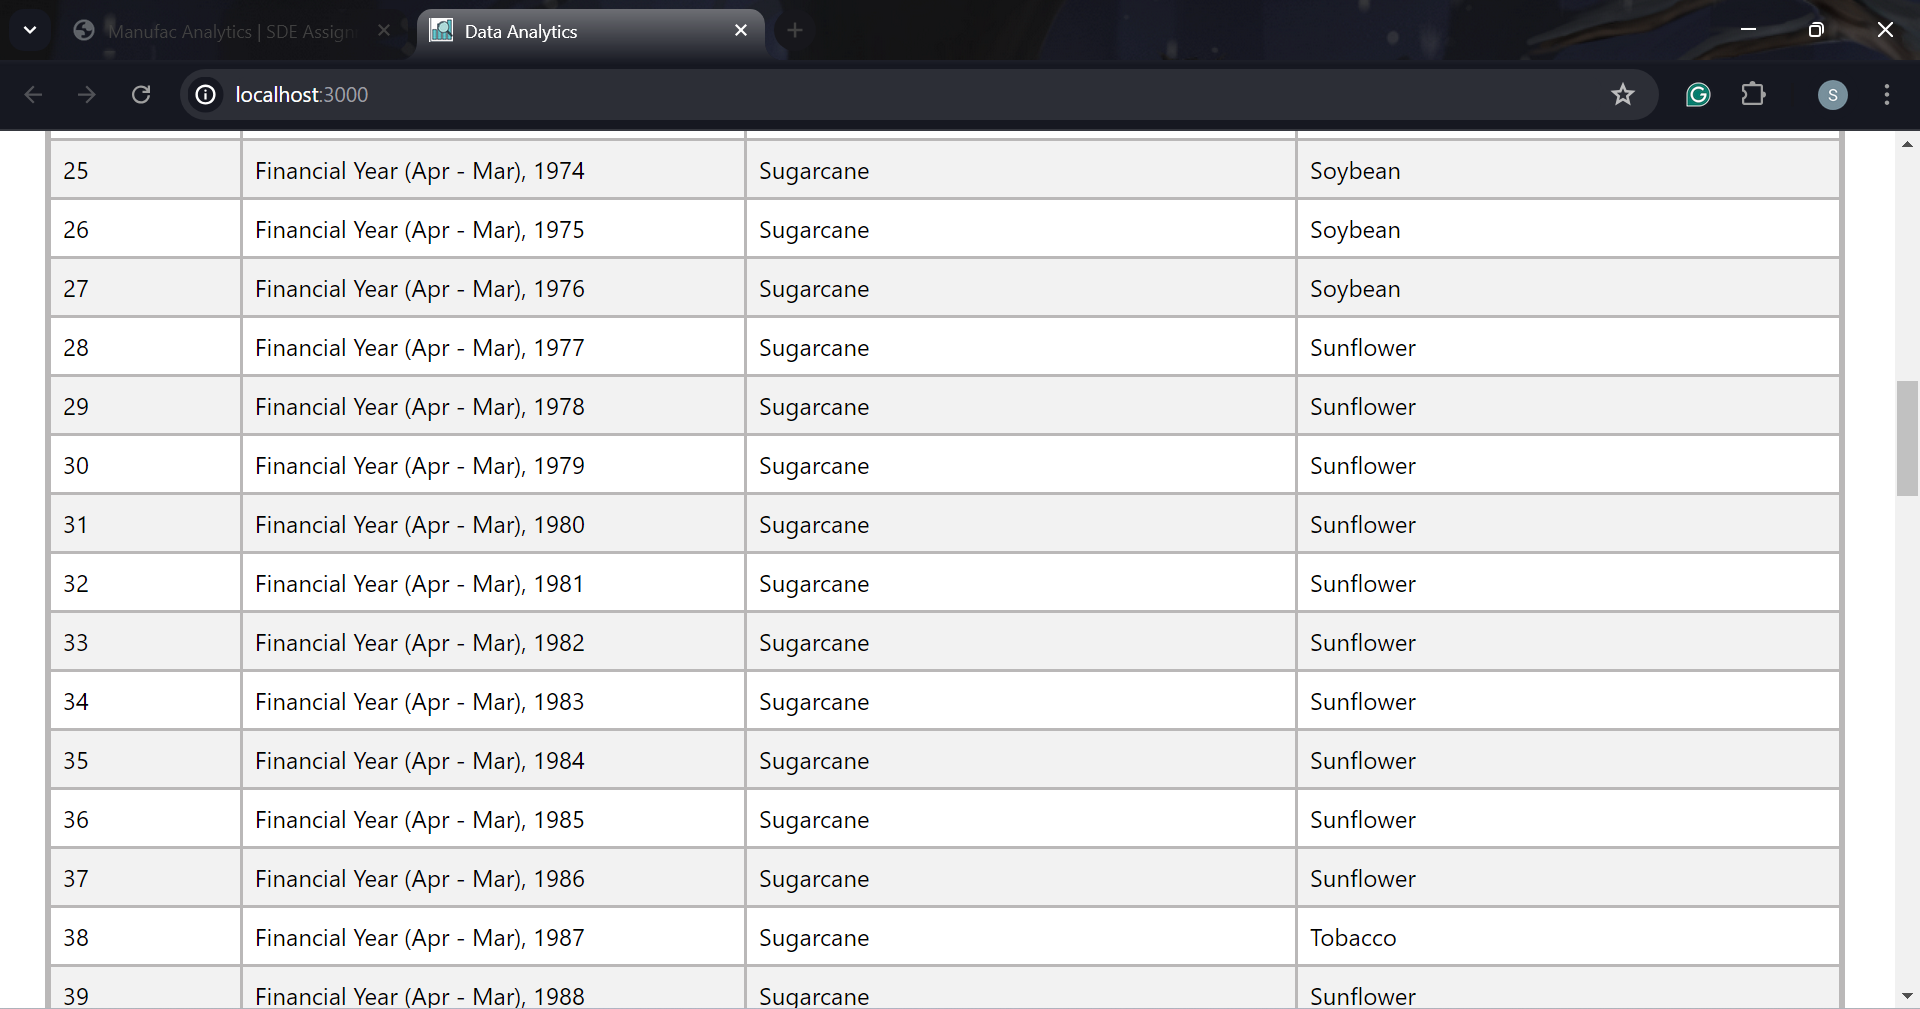 Manufac Analytics | SDE Assign
Data Analytics
localhost:3000
S
25 Financial Year (Apr - Mar), 1974 Sugarcane Soybean
26 Financial Year (Apr - Mar), 1975 Sugarcane Soybean
27 Financial Year (Apr - Mar), 1976 Sugarcane Soybean
28 Financial Year (Apr - Mar), 1977 Sugarcane Sunflower
29 Financial Year (Apr - Mar), 1978 Sugarcane Sunflower
30 Financial Year (Apr - Mar), 1979 Sugarcane Sunflower
31 Financial Year (Apr - Mar), 1980 Sugarcane Sunflower
32 Financial Year (Apr - Mar), 1981 Sugarcane Sunflower
33 Financial Year (Apr - Mar), 1982 Sugarcane Sunflower
34 Financial Year (Apr - Mar), 1983 Sugarcane Sunflower
35 Financial Year (Apr - Mar), 1984 Sugarcane Sunflower
36 Financial Year (Apr - Mar), 1985 Sugarcane Sunflower
37 Financial Year (Apr - Mar), 1986 Sugarcane Sunflower
38 Financial Year (Apr - Mar), 1987 Sugarcane Tobacco
39 Financial Year (Apr - Mar), 1988 Sugarcane Sunflower